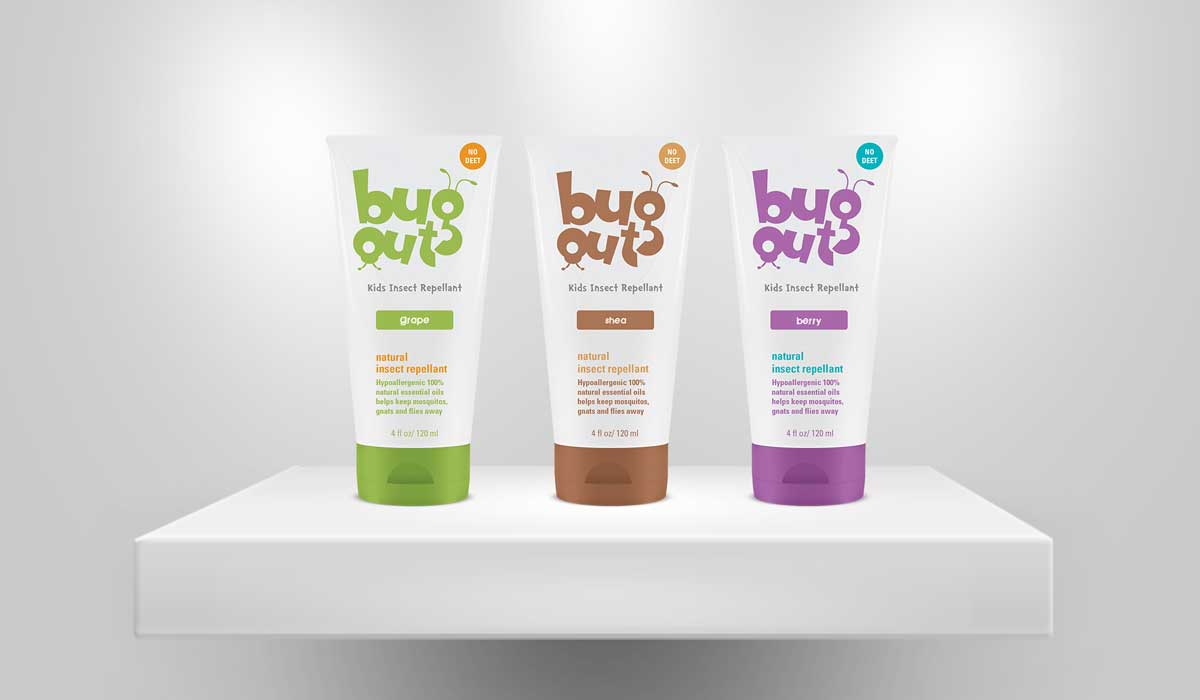 NO
DEET
bug
out
Kids Insect Repellant
grape
natural
insect repellant
Hypoallergenic 100%
natural essential oils
helps keep mosquitos,
gnats and flies away
4 fl oz/ 120 ml
NO
DEET
bug
out
Kids Insect Repellant
shea
natural
insect repellant
Hypoallergenic 100%
natural essential oils
helps keep mosquitos,
gnats and flies away
4 fl oz/ 120 ml
NO
DEET
bug
out
Kids Insect Repellant
berry
natural
insect repellant
Hypoallergenic 100%
natural essential oils
helps keep mosquitos,
gnats and flies away
4 fl oz/ 120 ml